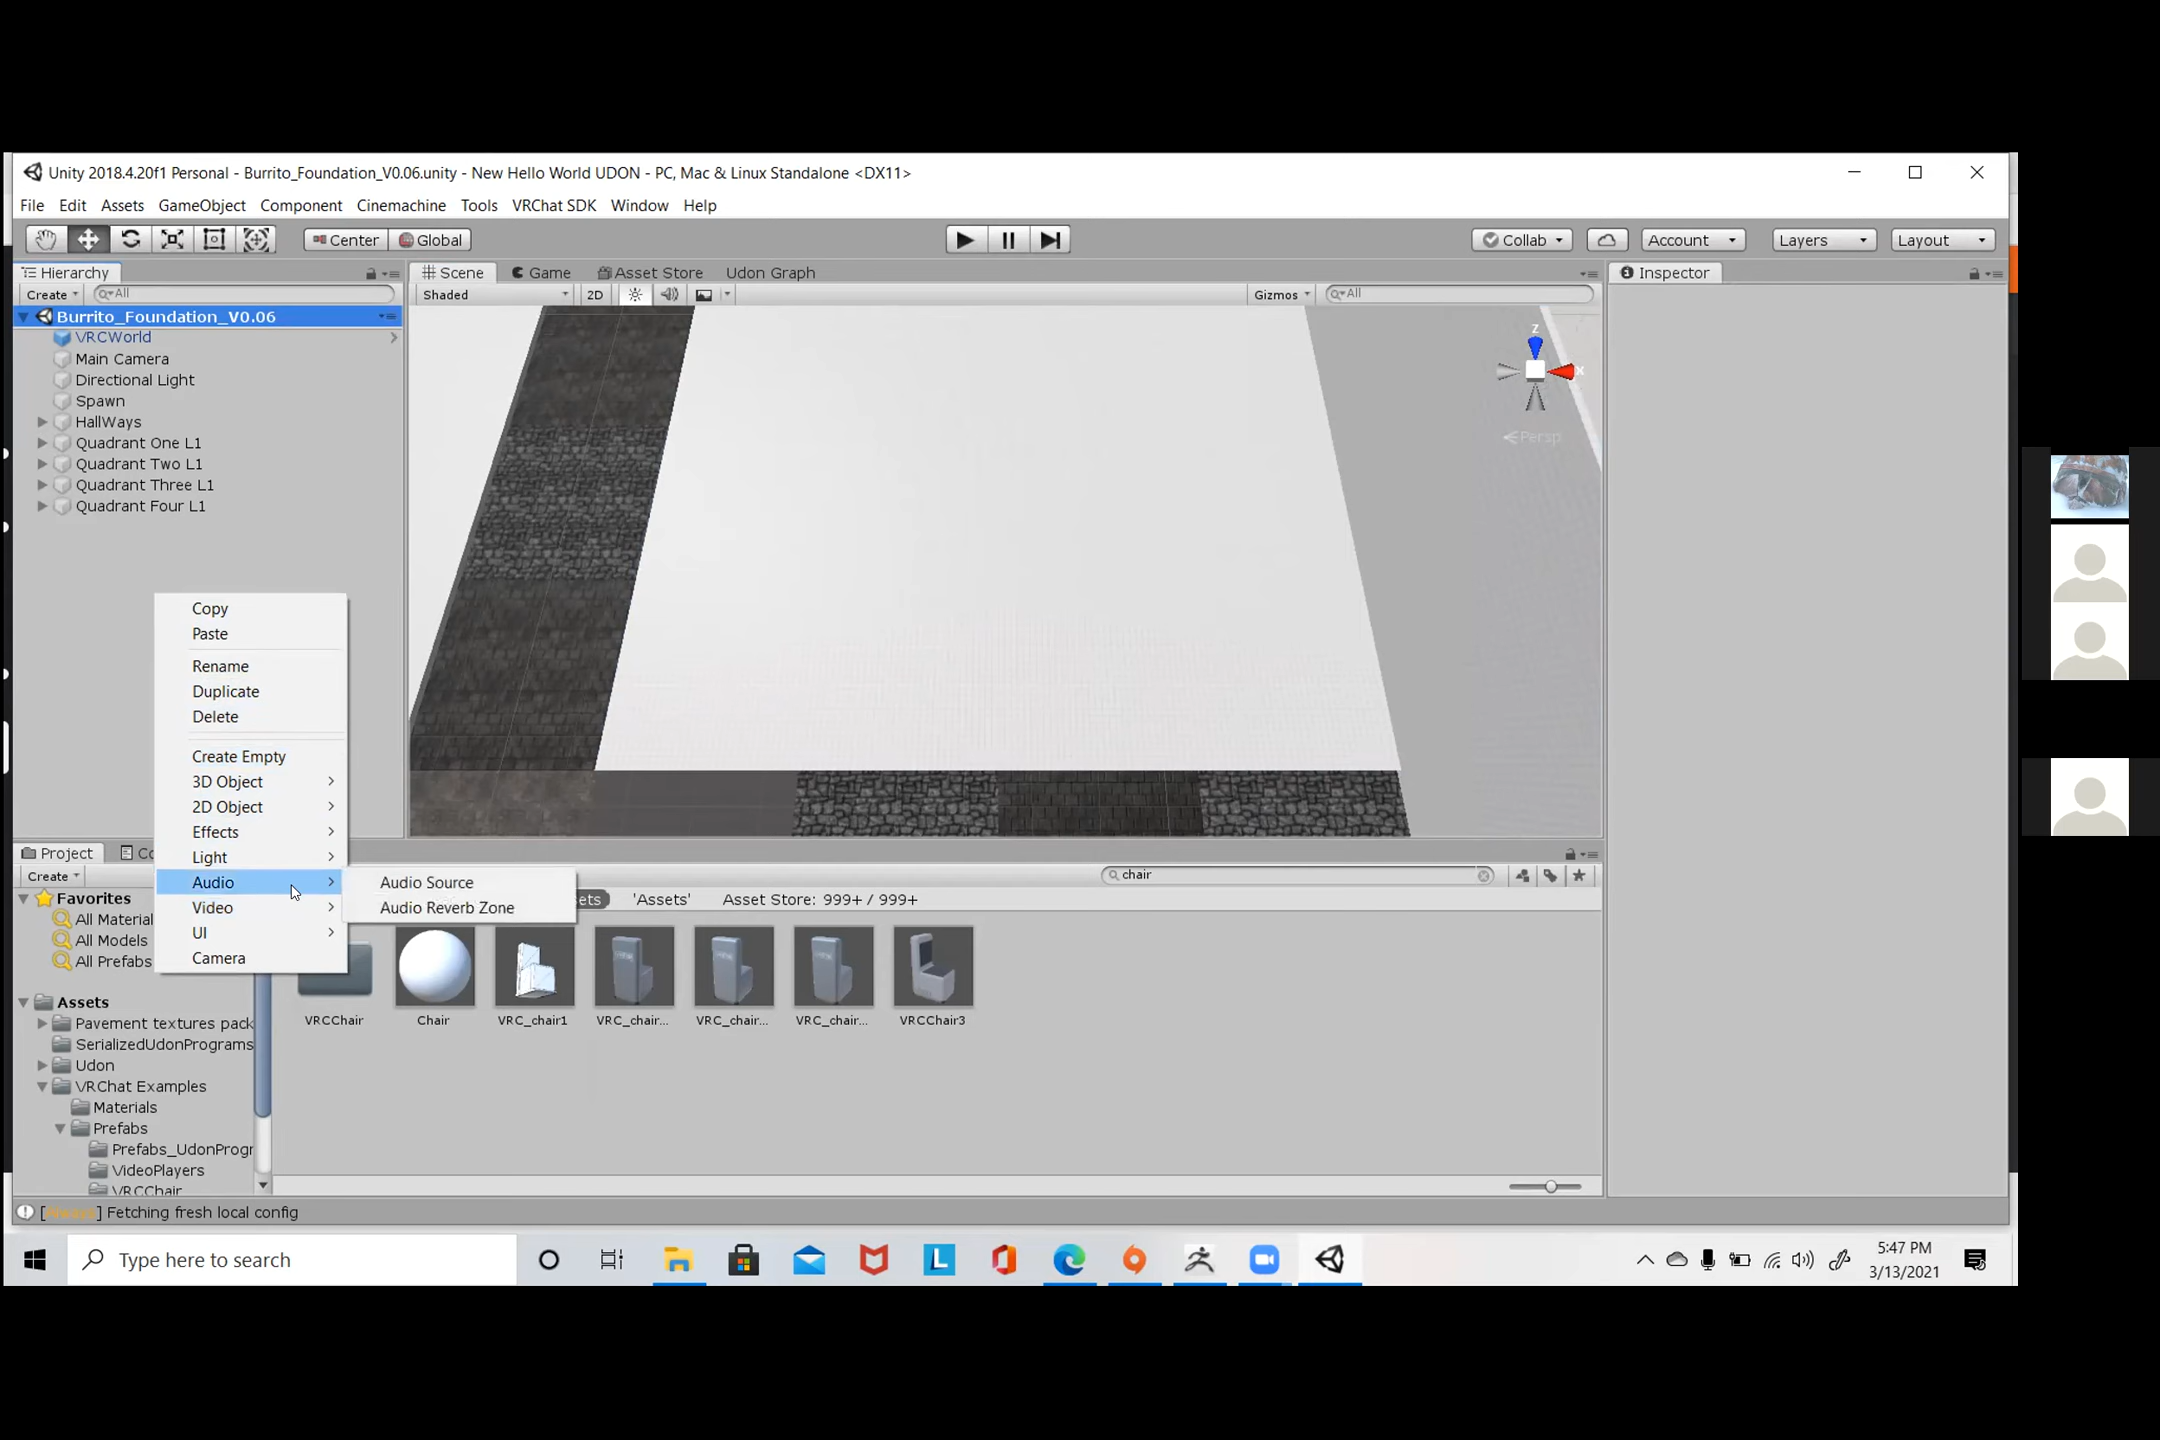 Unity 2018.4.20f1 Personal - Burrito_Foundation_V0.06.unity - New Hello World UDON - PC, Mac & Linux Standalone <DX11>
File Edit Assets GameObject Component Cinemachine Tools VRChat SDK Window Help
Center Global Collab Account Layers Layout
Hierarchy
Create All
Burrito_Foundation_V0.06
VRCWorld
Main Camera
Directional Light
Spawn
HallWays
Quadrant One L1
Quadrant Two L1
Quadrant Three L1
Quadrant Four L1
Scene Game Asset Store Udon Graph
Shaded 2D Gizmos All
Z
X
Persp
Inspector
Copy
Paste
Rename
Duplicate
Delete
Create Empty
3D Object
2D Object
Effects
Light
Audio
Video
UI
Camera
Audio Source
Audio Reverb Zone
Project Co
Create chair
ets 'Assets' Asset Store: 999+ / 999+
Favorites
All Material
All Models
All Prefabs
Assets
Pavement textures pack
SerializedUdonPrograms
Udon
VRChat Examples
Materials
Prefabs
Prefabs_UdonProgr
VideoPlayers
VRCChair
VRCChair Chair VRC_chair1 VRC_chair... VRC_chair... VRC_chair... VRCChair3
Fetching fresh local config
Type here to search
L
5:47 PM
3/13/2021